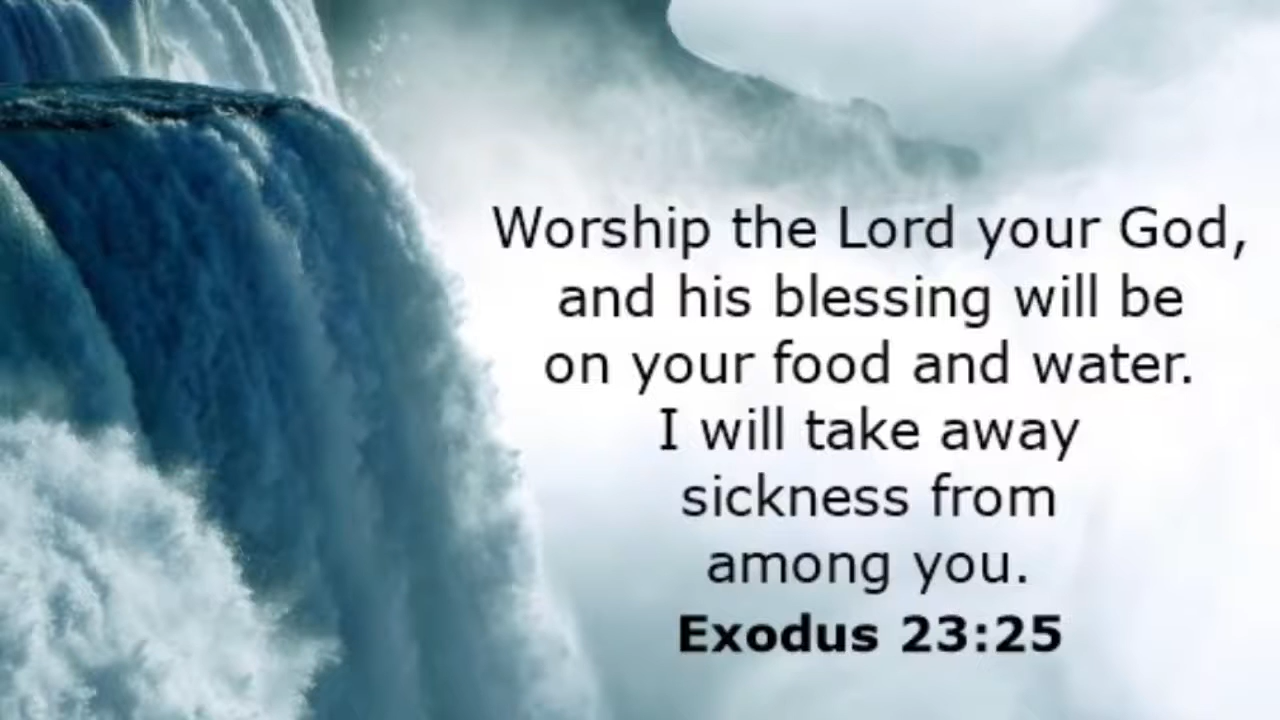 Worship the Lord your God,
and his blessing will be
on your food and water.
I will take away
sickness from
among you.
Exodus 23:25